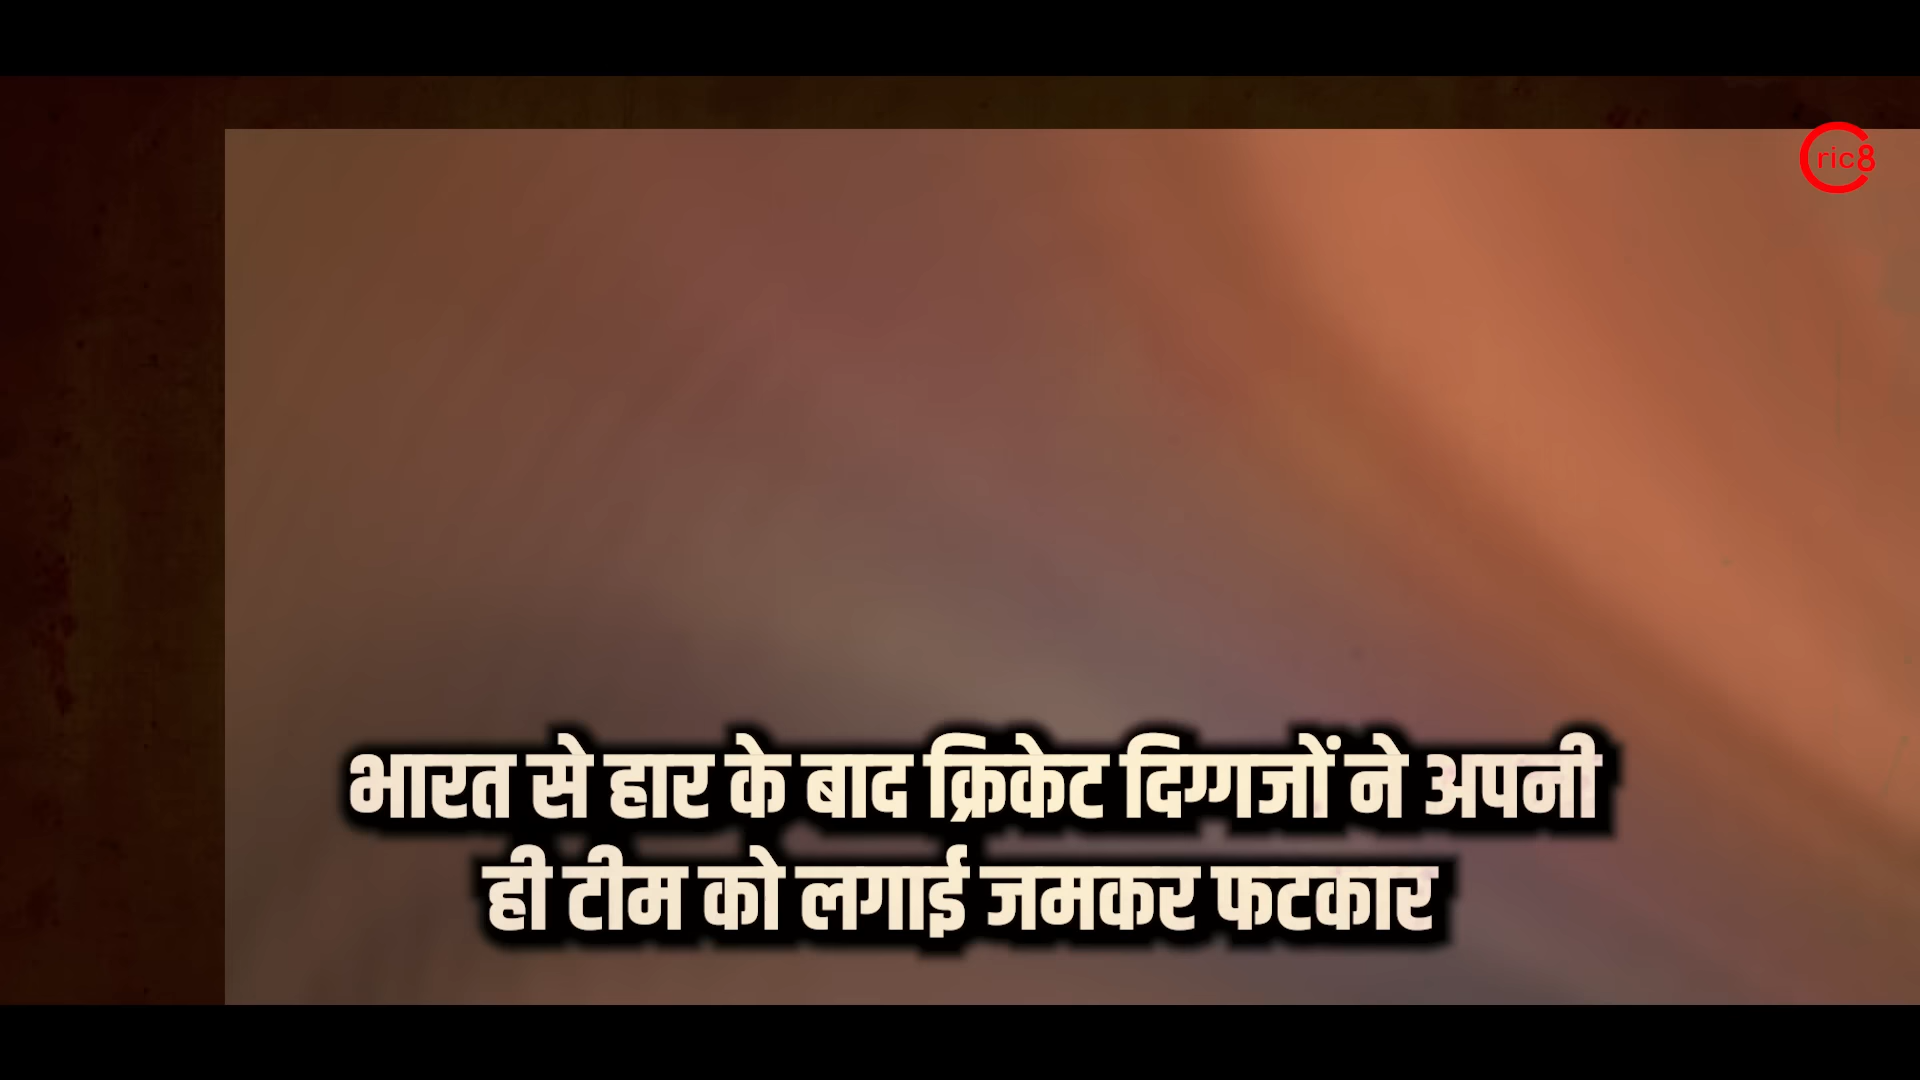 Cric8
भारत से हार के बाद क्रिकेट दिग्गजों ने अपनी
ही टीम को लगाई जमकर फटकार